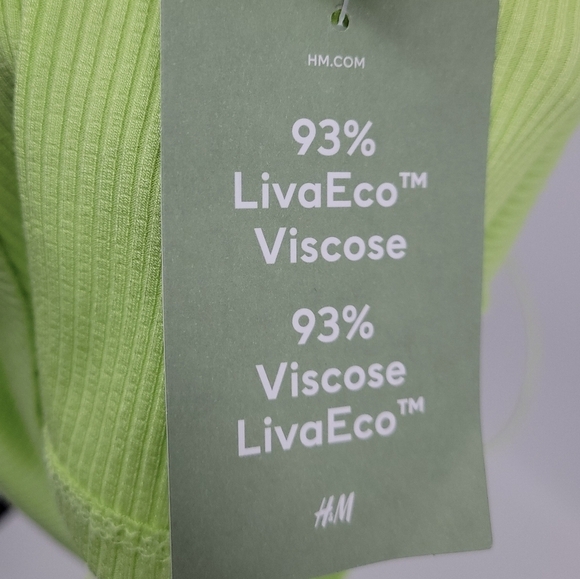 HM.COM
93%
LivaEco™
Viscose
93%
Viscose
LivaEco™
H&M